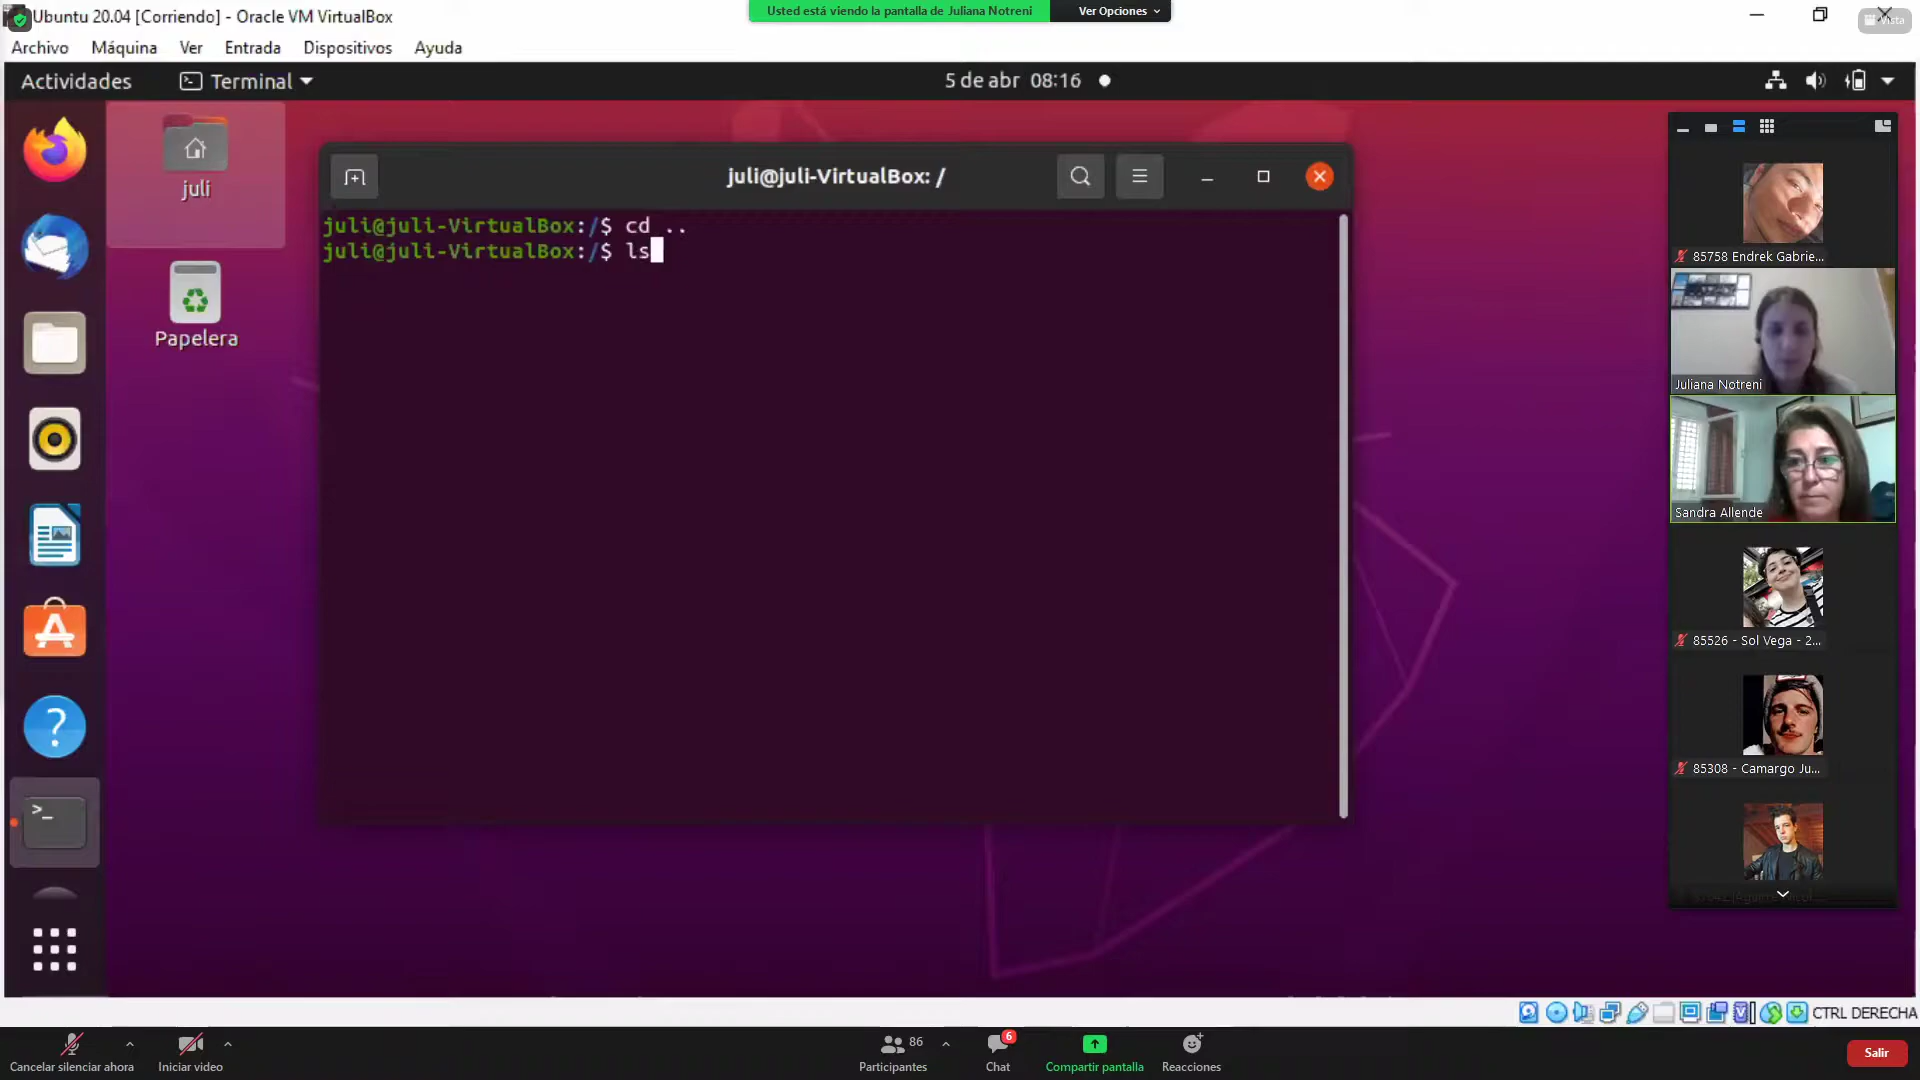 Ubuntu 20.04 [Corriendo] - Oracle VM VirtualBox
Usted está viendo la pantalla de Juliana Notreni
Ver Opciones
Vista
Archivo Máquina Ver Entrada Dispositivos Ayuda
Actividades
Terminal
5 de abr 08:16
juli
Papelera
juli@juli-VirtualBox: /
juli@juli-VirtualBox:/$ cd ..
juli@juli-VirtualBox:/$ ls
85758 Endrek Gabrie...
Juliana Notreni
Sandra Allende
85526 - Sol Vega - 2...
85308 - Camargo Ju...
CTRL DERECHA
Cancelar silenciar ahora
Iniciar video
86
Participantes
6
Chat
Compartir pantalla
Reacciones
Salir